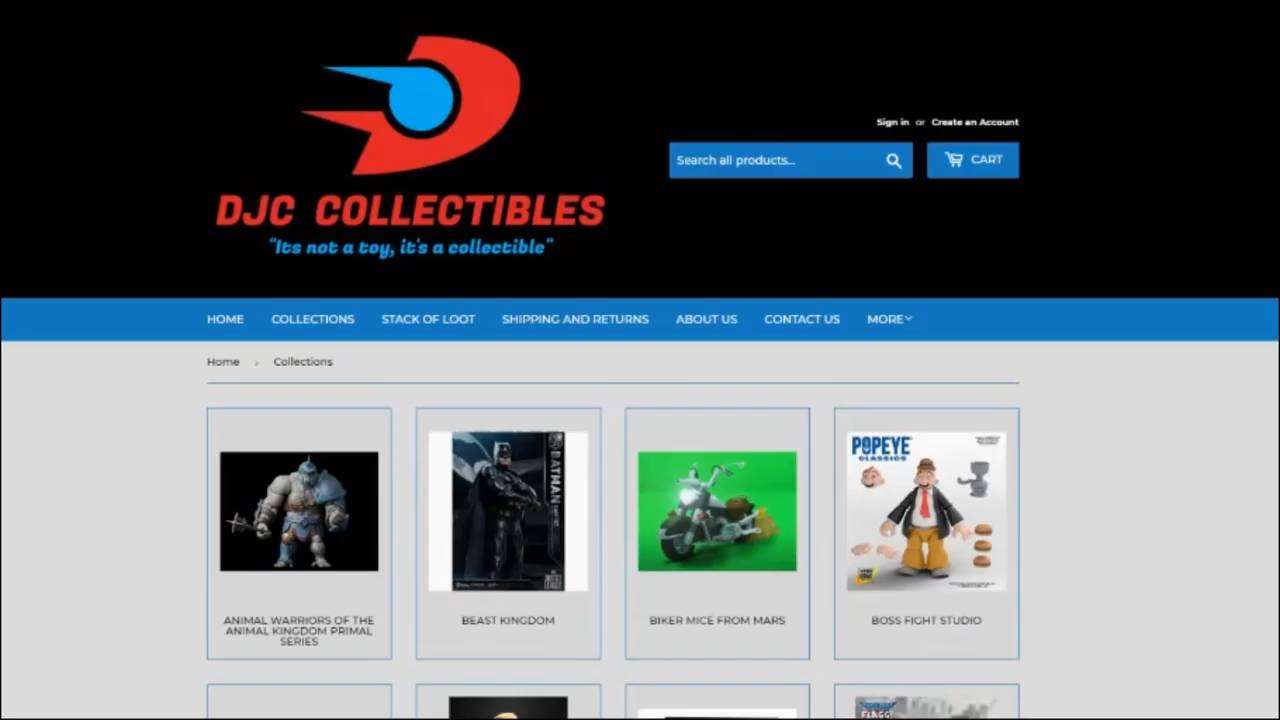 Sign in or Create an Account
Search all products...
CART
DJC COLLECTIBLES
"Its not a toy, it's a collectible"
HOME COLLECTIONS STACK OF LOOT SHIPPING AND RETURNS ABOUT US CONTACT US MORE
Home › Collections
BATMAN
POPEYE
CLASSICS
ANIMAL WARRIORS OF THE
ANIMAL KINGDOM PRIMAL
SERIES
BEAST KINGDOM
BIKER MICE FROM MARS
BOSS FIGHT STUDIO